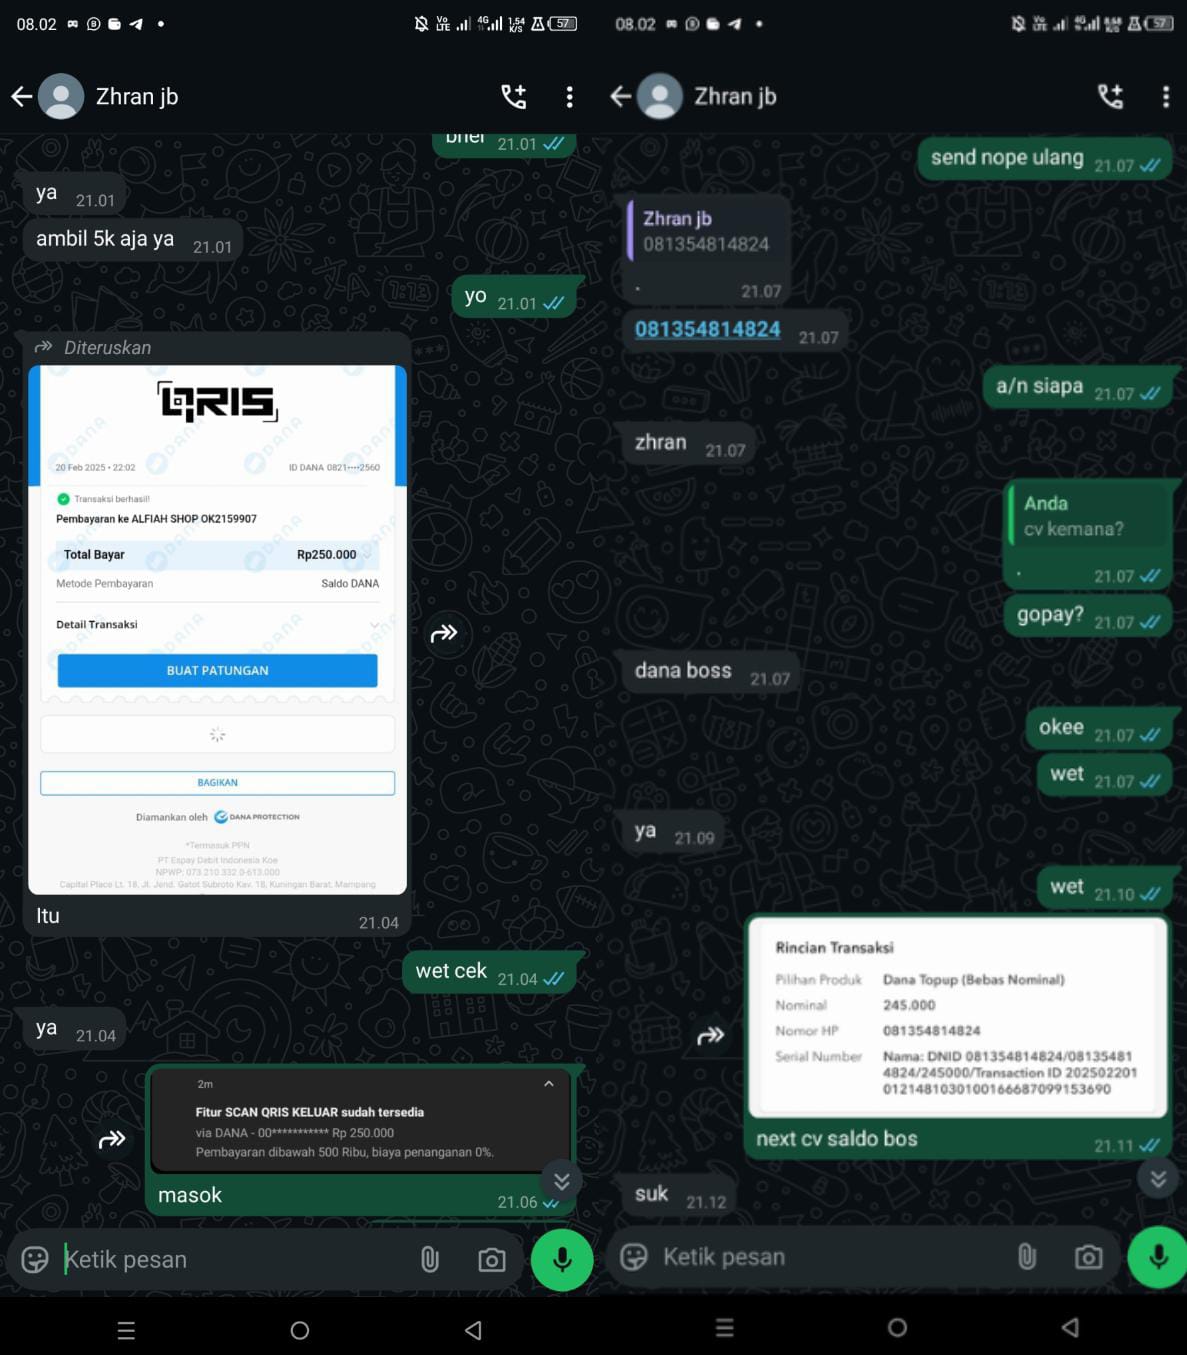 08.02
VoLTE 4G 1,54 K/S 57
Zhran jb
bhei 21.01
ya 21.01
ambil 5k aja ya 21.01
yo 21.01
Diteruskan
QRIS
20 Feb 2025 • 22:02 ID DANA 0821••••2560
Transaksi berhasil!
Pembayaran ke ALFIAH SHOP OK2159907
Total Bayar Rp250.000
Metode Pembayaran Saldo DANA
Detail Transaksi
BUAT PATUNGAN
BAGIKAN
Diamankan oleh DANA PROTECTION
*Termasuk PPN
PT Espay Debit Indonesia Koe
NPWP: 073.210.332.0-613.000
Capital Place Lt. 18, Jl. Jend. Gatot Subroto Kav. 18, Kuningan Barat, Mampang
Itu 21.04
wet cek 21.04
ya 21.04
2m
Fitur SCAN QRIS KELUAR sudah tersedia
via DANA - 00*********** Rp 250.000
Pembayaran dibawah 500 Ribu, biaya penanganan 0%.
masok 21.06
Ketik pesan
08.02
VoLTE 4G K/S 57
Zhran jb
send nope ulang 21.07
Zhran jb
081354814824
. 21.07
081354814824 21.07
a/n siapa 21.07
zhran 21.07
Anda
cv kemana?
. 21.07
gopay? 21.07
dana boss 21.07
okee 21.07
wet 21.07
ya 21.09
wet 21.10
Rincian Transaksi
Pilihan Produk Dana Topup (Bebas Nominal)
Nominal 245.000
Nomor HP 081354814824
Serial Number Nama: DNID 081354814824/08135481
4824/245000/Transaction ID 202502201
0121481030100166687099153690
next cv saldo bos 21.11
suk 21.12
Ketik pesan